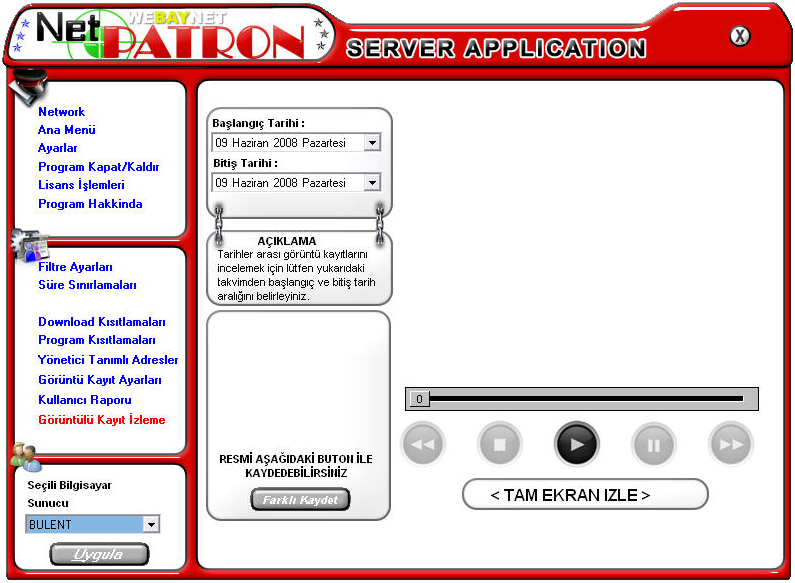 Net
WEBAYNET
PATRON
SERVER APPLICATION
X
Network
Ana Menü
Ayarlar
Program Kapat/Kaldır
Lisans İşlemleri
Program Hakkında
Filtre Ayarları
Süre Sınırlamaları
Download Kısıtlamaları
Program Kısıtlamaları
Yönetici Tanımlı Adresler
Görüntü Kayıt Ayarları
Kullanıcı Raporu
Görüntülü Kayıt İzleme
Seçili Bilgisayar
Sunucu
BULENT
Uygula
Başlangıç Tarihi :
09 Haziran 2008 Pazartesi
Bitiş Tarihi :
09 Haziran 2008 Pazartesi
AÇIKLAMA
Tarihler arası görüntü kayıtlarını
incelemek için lütfen yukarıdaki
takvimden başlangıç ve bitiş tarih
aralığını belirleyiniz.
RESMİ AŞAĞIDAKİ BUTON İLE
KAYDEDEBİLİRSİNİZ
Farklı Kaydet
0
< TAM EKRAN IZLE >